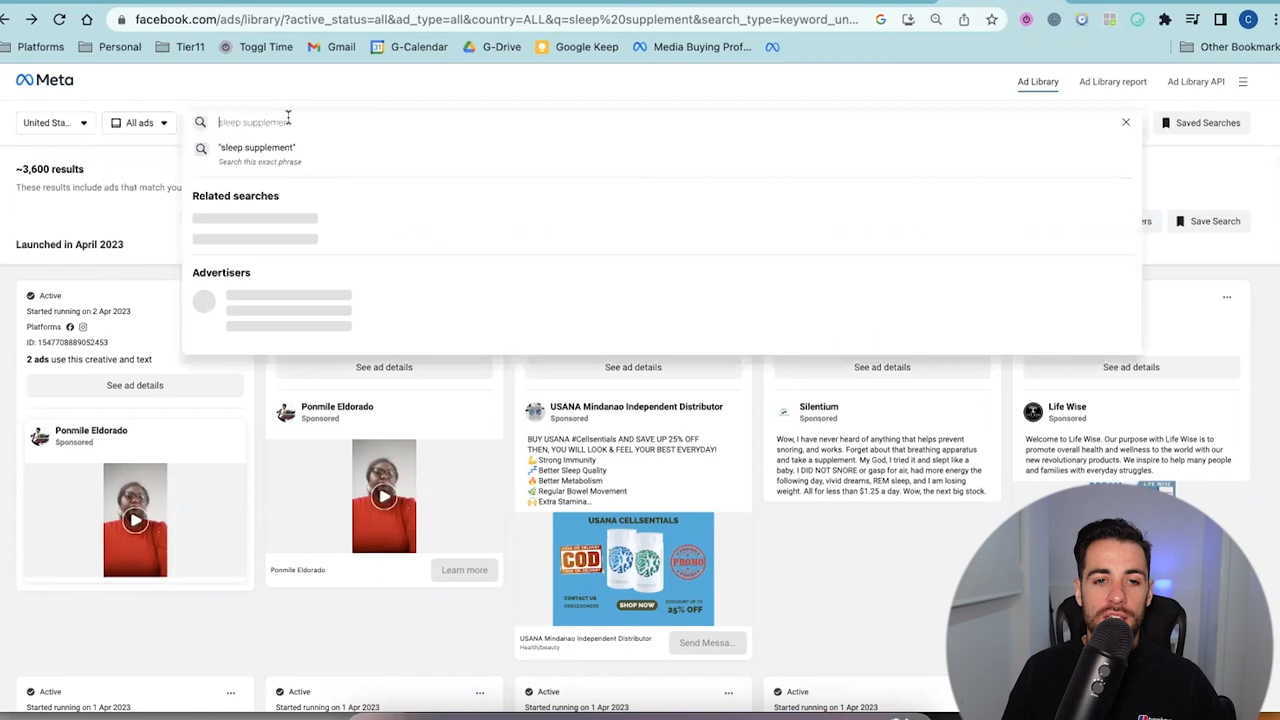 facebook.com/ads/library/?active_status=all&ad_type=all&country=ALL&q=sleep%20supplement&search_type=keyword_un...
Platforms
Personal
Tier11
Toggl Time
Gmail
G-Calendar
G-Drive
Google Keep
Media Buying Prof...
Other Bookmark
Meta
Ad Library
Ad Library report
Ad Library API
United Sta...
All ads
sleep supplement
Saved Searches
"sleep supplement"
Search this exact phrase
~3,600 results
These results include ads that match you
Related searches
ers
Save Search
Launched in April 2023
Advertisers
Active
Started running on 2 Apr 2023
Platforms
ID: 1547708889052453
2 ads use this creative and text
See ad details
Ponmile Eldorado
Sponsored
See ad details
Ponmile Eldorado
Sponsored
Ponmile Eldorado
Learn more
See ad details
USANA Mindanao Independent Distributor
Sponsored
BUY USANA #Cellsentials AND SAVE UP 25% OFF
THEN, YOU WILL LOOK & FEEL YOUR BEST EVERYDAY!
💪 Strong Immunity
💤 Better Sleep Quality
🔥 Better Metabolism
🌿 Regular Bowel Movement
🙌 Extra Stamina...
USANA CELLSENTIALS
CASH ON DELIVERY
COD
PROMO
CONTACT US
SHOP NOW
DISCOUNT UP TO
25% OFF
USANA Mindanao Independent Distributor
Health/beauty
Send Messa...
See ad details
Silentium
Sponsored
Wow, I have never heard of anything that helps prevent
snoring, and works. Forget about that breathing apparatus
and take a supplement. My God, I tried it and slept like a
baby. I DID NOT SNORE or gasp for air, had more energy the
following day, vivid dreams, REM sleep, and I am losing
weight. All for less than $1.25 a day. Wow, the next big stock.
See ad details
Life Wise
Sponsored
Welcome to Life Wise. Our purpose with Life Wise is to
promote overall health and wellness to the world with our
new revolutionary products. We inspire to help many people
and families with everyday struggles.
LIFE WISE
Active
Started running on 1 Apr 2023
Active
Started running on 1 Apr 2023
Active
Started running on 1 Apr 2023
Active
Started running on 1 Apr 2023